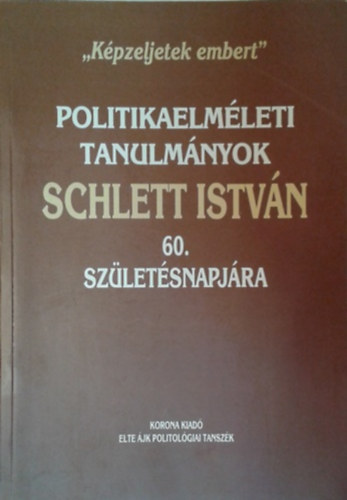 „Képzeljetek embert”
POLITIKAELMÉLETI
TANULMÁNYOK
SCHLETT ISTVÁN
60.
SZÜLETÉSNAPJÁRA
KORONA KIADÓ
ELTE ÁJK POLITOLÓGIAI TANSZÉK